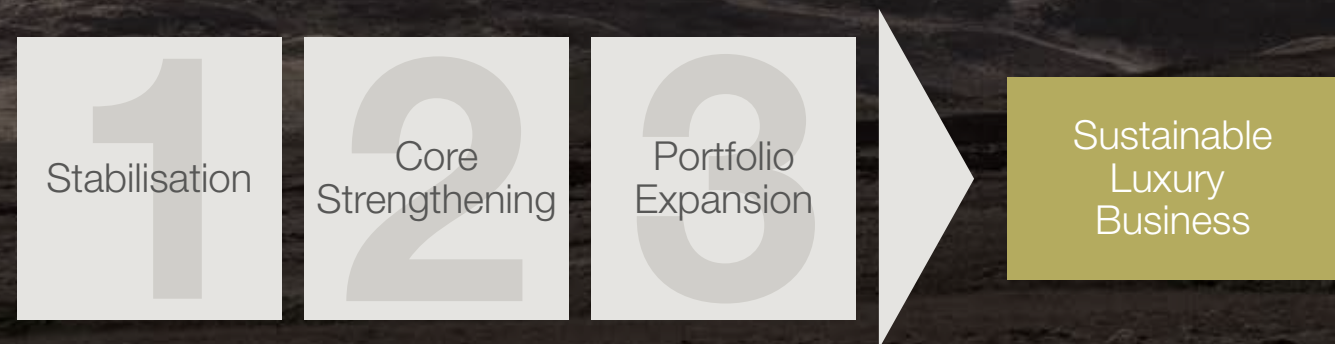 1
Stabilisation
2
Core
Strengthening
3
Portfolio
Expansion
Sustainable
Luxury
Business